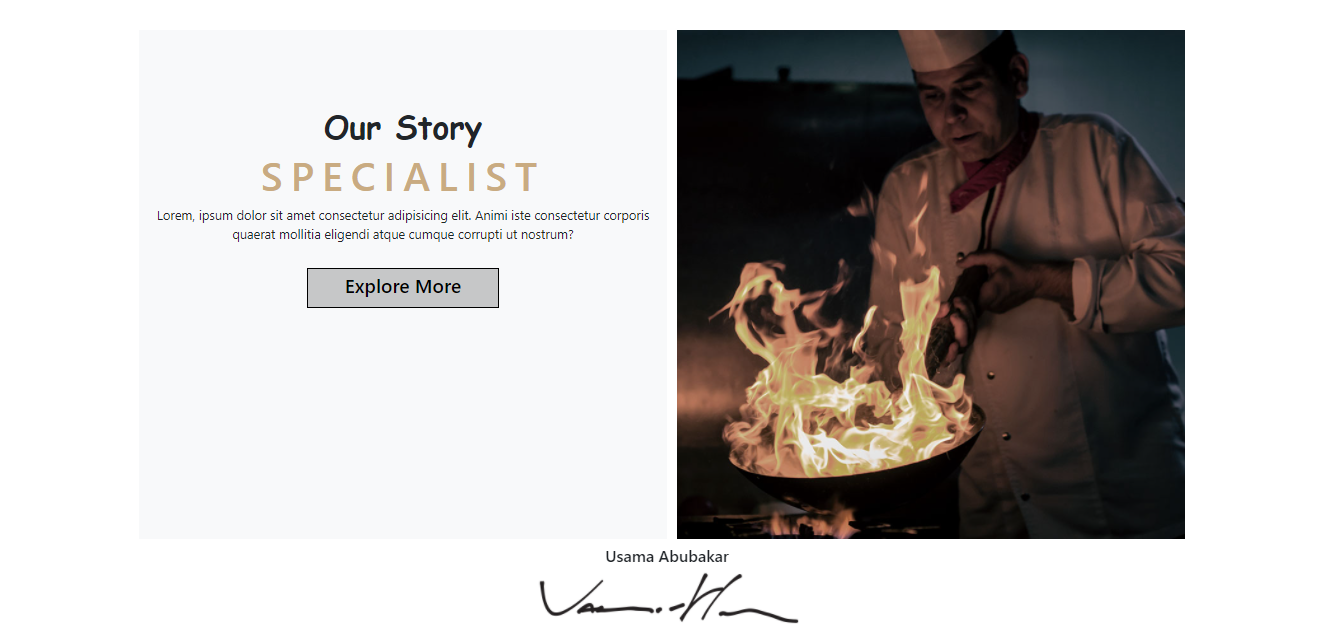 Our Story
SPECIALIST
Lorem, ipsum dolor sit amet consectetur adipisicing elit. Animi iste consectetur corporis
quaerat mollitia eligendi atque cumque corrupti ut nostrum?
Explore More
Usama Abubakar